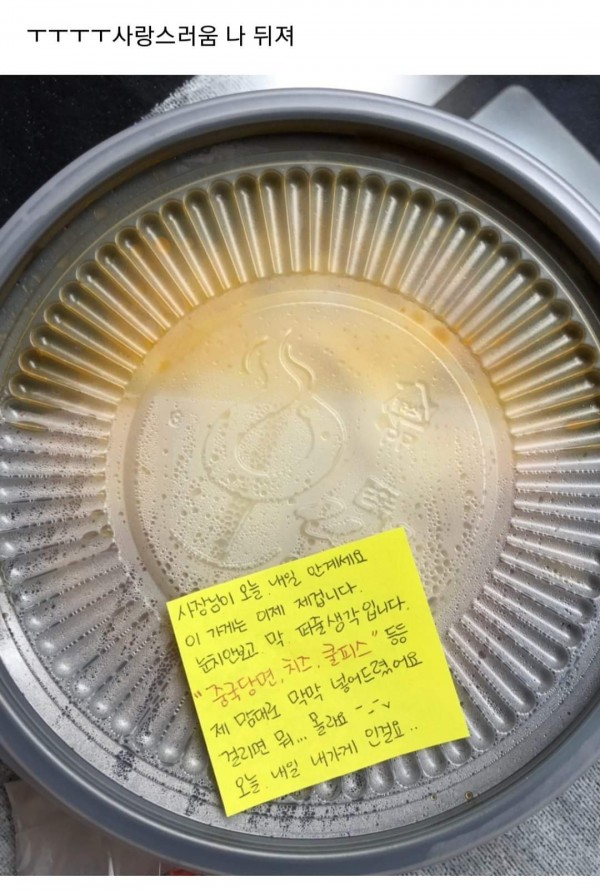 ㅜㅜㅜㅜ사랑스러움 나 뒤져
사장님이 오늘. 내일 안계세요
이 가게는 이제 제겁니다.
눈치안보고 막 퍼줄생각입니다.
"중국당면, 치즈, 쿨피스" 등등
제 맘대로 막막 넣어드렸어요
걸리면 뭐... 몰라요
오늘. 내일 내가게 인걸요..